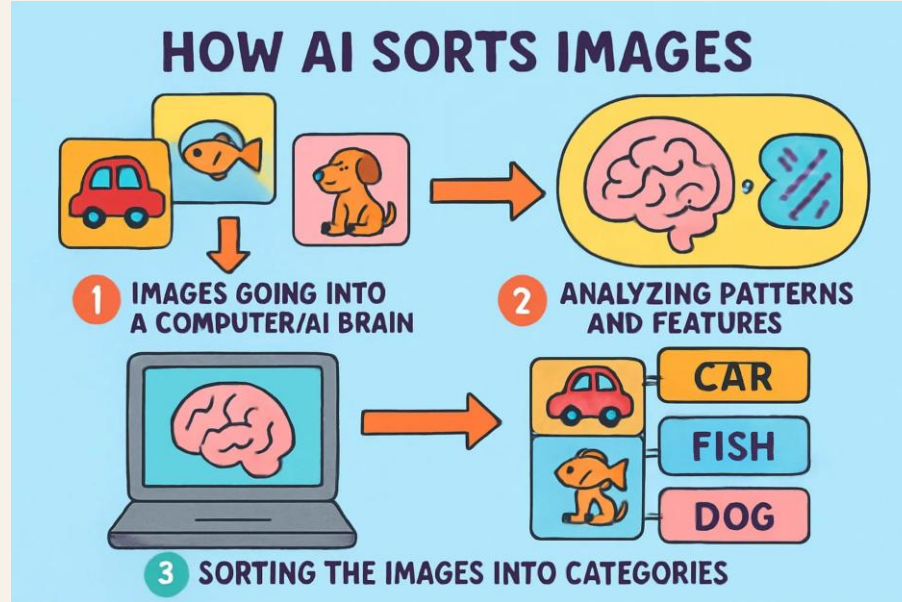 HOW AI SORTS IMAGES
1 IMAGES GOING INTO
A COMPUTER/AI BRAIN
2 ANALYZING PATTERNS
AND FEATURES
CAR
FISH
DOG
3 SORTING THE IMAGES INTO CATEGORIES